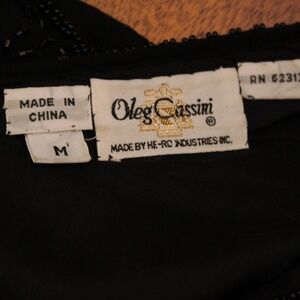 MADE IN
CHINA
M
Oleg Cassini
®
MADE BY HE-RO INDUSTRIES INC.
RN 6231